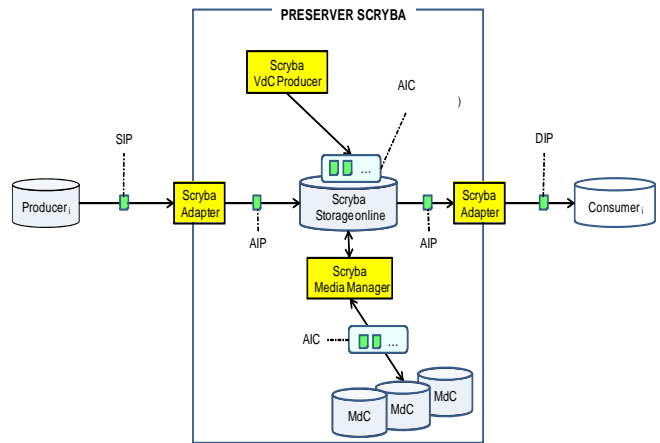 PRESERVER SCRYBA
Scryba
VdC Producer
AIC
)
SIP
DIP
Producer i
Scryba
Adapter
AIP
...
Scryba
Storage online
AIP
Scryba
Adapter
Consumer i
Scryba
Media Manager
AIC
...
MdC
MdC
MdC